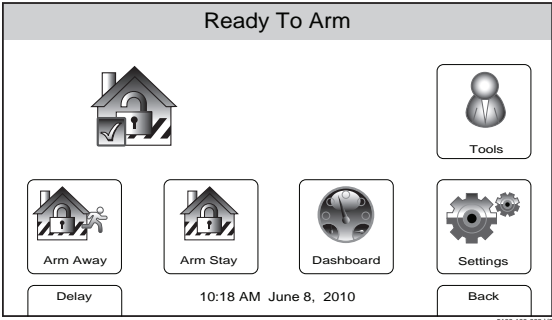 Ready To Arm
Tools
Arm Away
Arm Stay
Dashboard
Settings
Delay
10:18 AM June 8, 2010
Back